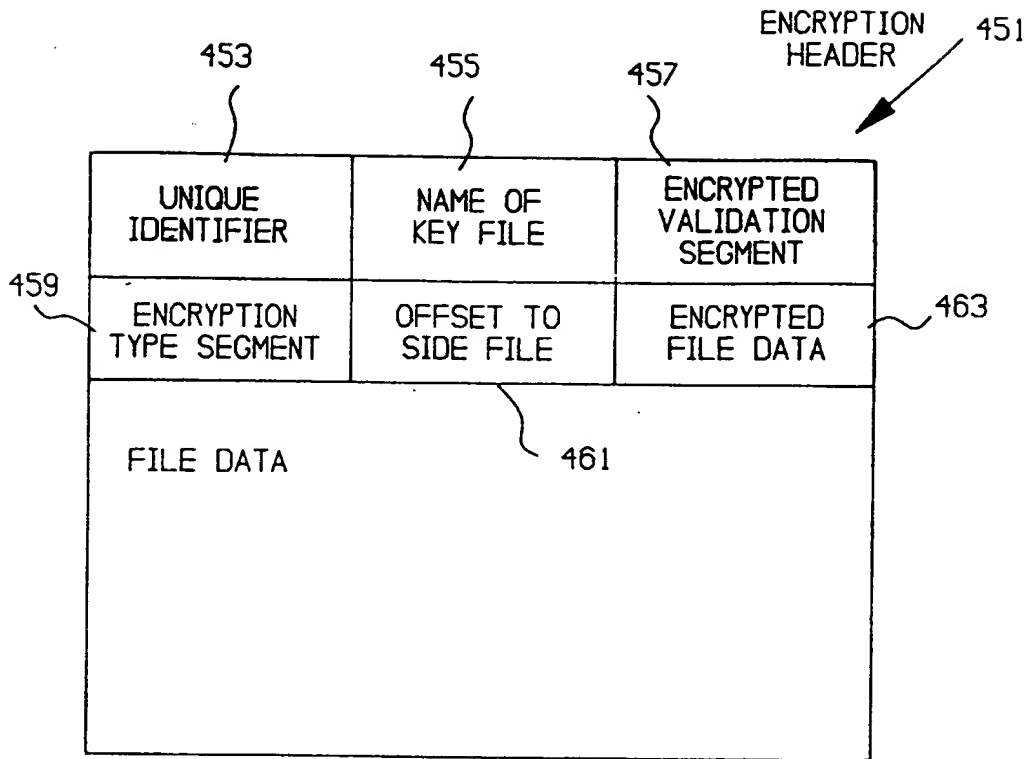 ENCRYPTION
HEADER
451
453
455
457
UNIQUE
IDENTIFIER
NAME OF
KEY FILE
ENCRYPTED
VALIDATION
SEGMENT
459
ENCRYPTION
TYPE SEGMENT
OFFSET TO
SIDE FILE
ENCRYPTED
FILE DATA
463
461
FILE DATA